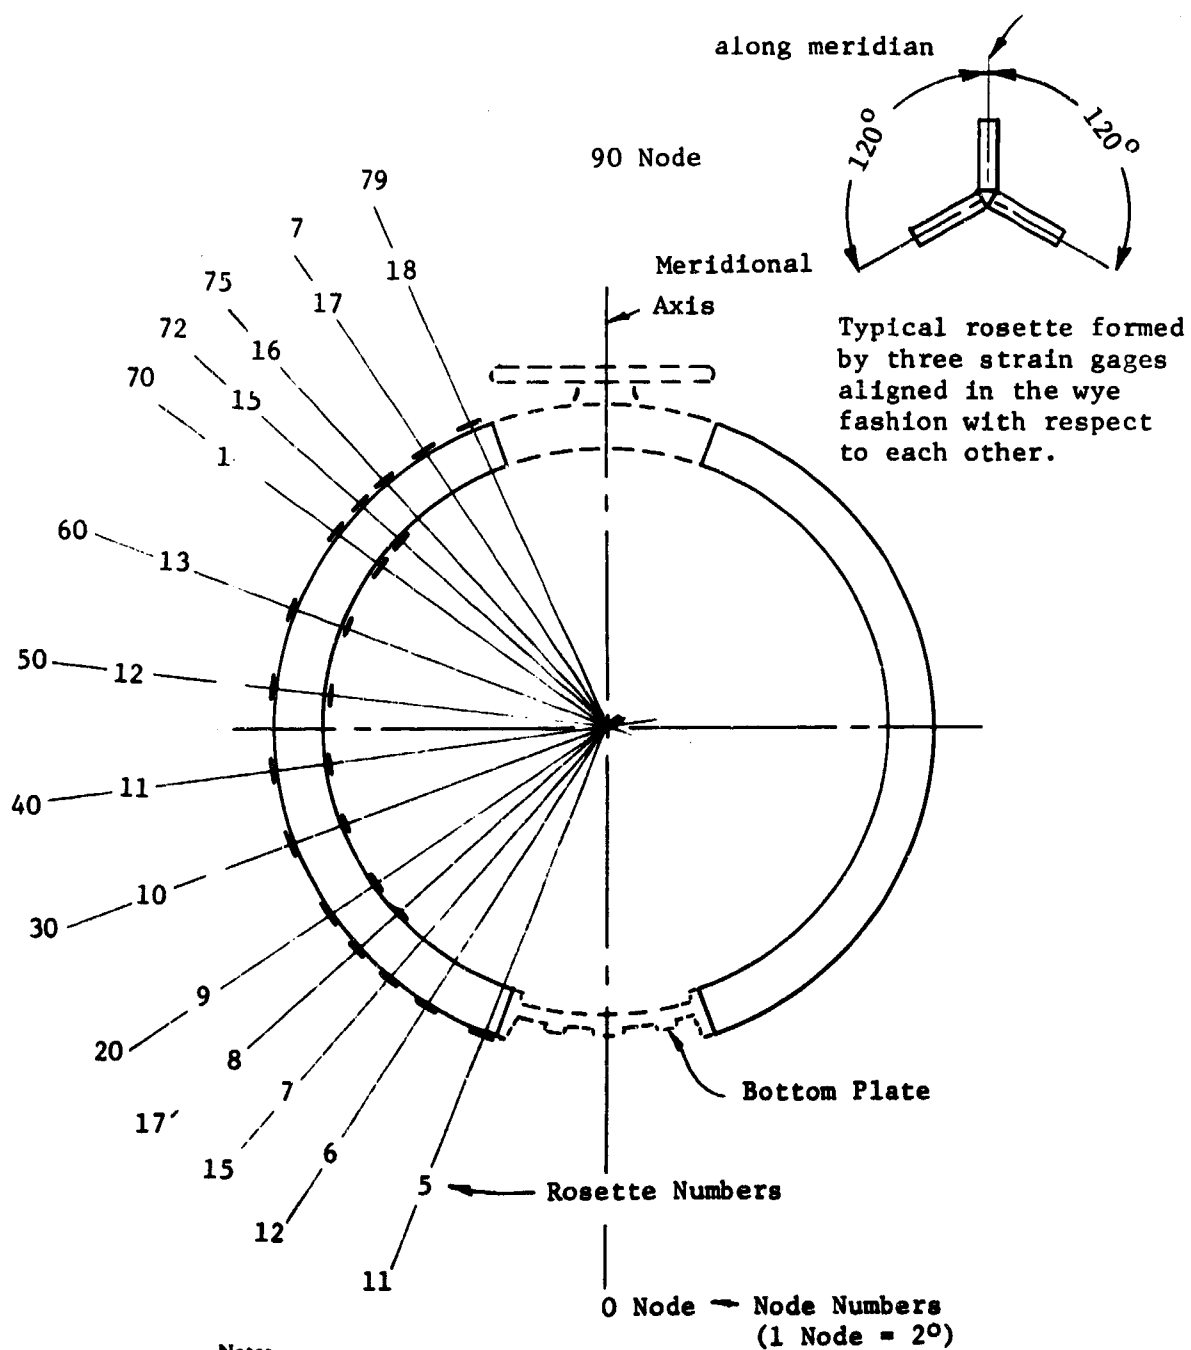 along meridian
120°
120°
90 Node
79
7
18
Meridional
75
17
Axis
Typical rosette formed
by three strain gages
aligned in the wye
fashion with respect
to each other.
72
16
70
15
1
60
13
50
12
11
40
10
30
9
20
8
Bottom Plate
7
17
15
6
5
Rosette Numbers
12
11
0 Node
Node Numbers
(1 Node = 2°)